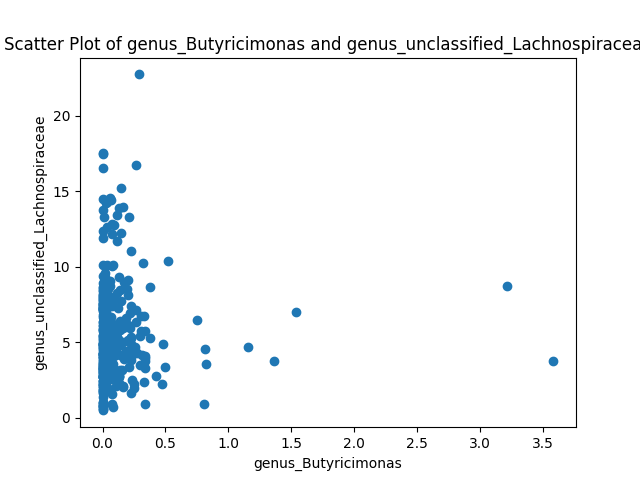 Scatter Plot of genus_Butyricimonas and genus_unclassified_Lachnospiracea
genus_unclassified_Lachnospiraceae
20
15
10
5
0
0.0 0.5 1.0 1.5 2.0 2.5 3.0 3.5
genus_Butyricimonas